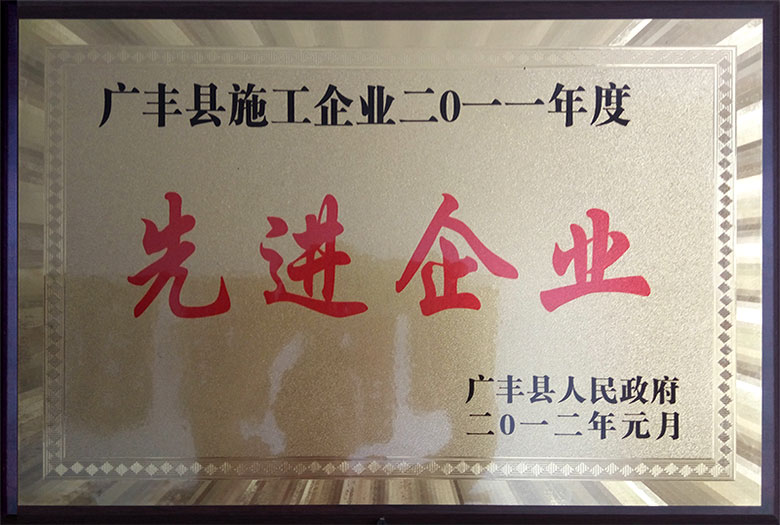 广丰县施工企业二0一一年度
先进企业
广丰县人民政府
二0一二年元月